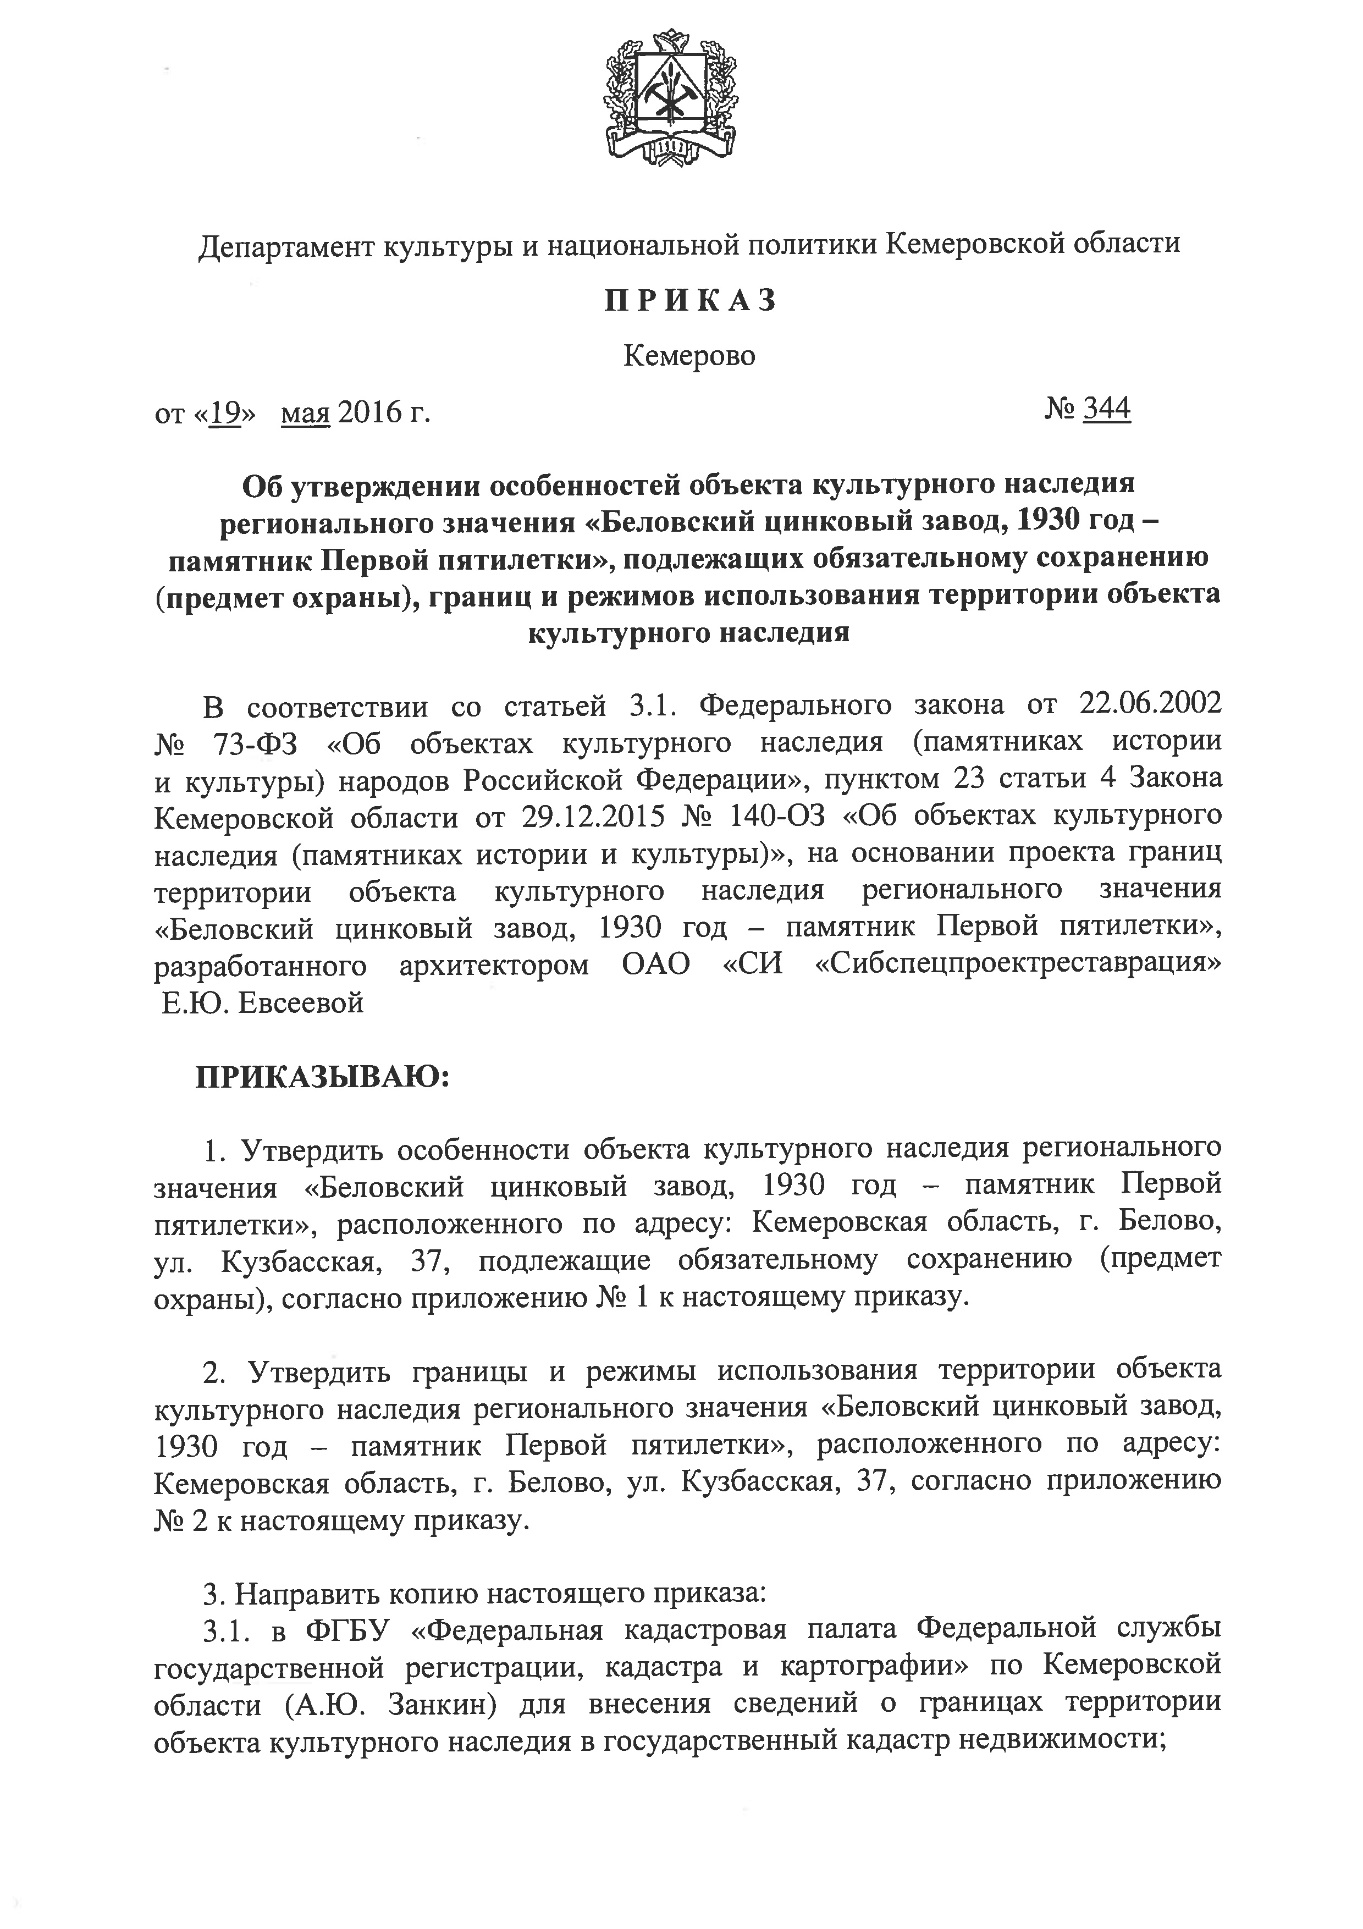 Департамент культуры и национальной политики Кемеровской области
П Р И К А З
Кемерово
от «19» мая 2016 г. № 344
Об утверждении особенностей объекта культурного наследия
регионального значения «Беловский цинковый завод, 1930 год –
памятник Первой пятилетки», подлежащих обязательному сохранению
(предмет охраны), границ и режимов использования территории объекта
культурного наследия
В соответствии со статьей 3.1. Федерального закона от 22.06.2002
№ 73-ФЗ «Об объектах культурного наследия (памятниках истории
и культуры) народов Российской Федерации», пунктом 23 статьи 4 Закона
Кемеровской области от 29.12.2015 № 140-ОЗ «Об объектах культурного
наследия (памятниках истории и культуры)», на основании проекта границ
территории объекта культурного наследия регионального значения
«Беловский цинковый завод, 1930 год – памятник Первой пятилетки»,
разработанного архитектором ОАО «СИ «Сибспецпроектреставрация»
Е.Ю. Евсеевой
ПРИКАЗЫВАЮ:
1. Утвердить особенности объекта культурного наследия регионального
значения «Беловский цинковый завод, 1930 год – памятник Первой
пятилетки», расположенного по адресу: Кемеровская область, г. Белово,
ул. Кузбасская, 37, подлежащие обязательному сохранению (предмет
охраны), согласно приложению № 1 к настоящему приказу.
2. Утвердить границы и режимы использования территории объекта
культурного наследия регионального значения «Беловский цинковый завод,
1930 год – памятник Первой пятилетки», расположенного по адресу:
Кемеровская область, г. Белово, ул. Кузбасская, 37, согласно приложению
№ 2 к настоящему приказу.
3. Направить копию настоящего приказа:
3.1. в ФГБУ «Федеральная кадастровая палата Федеральной службы
государственной регистрации, кадастра и картографии» по Кемеровской
области (А.Ю. Занкин) для внесения сведений о границах территории
объекта культурного наследия в государственный кадастр недвижимости;